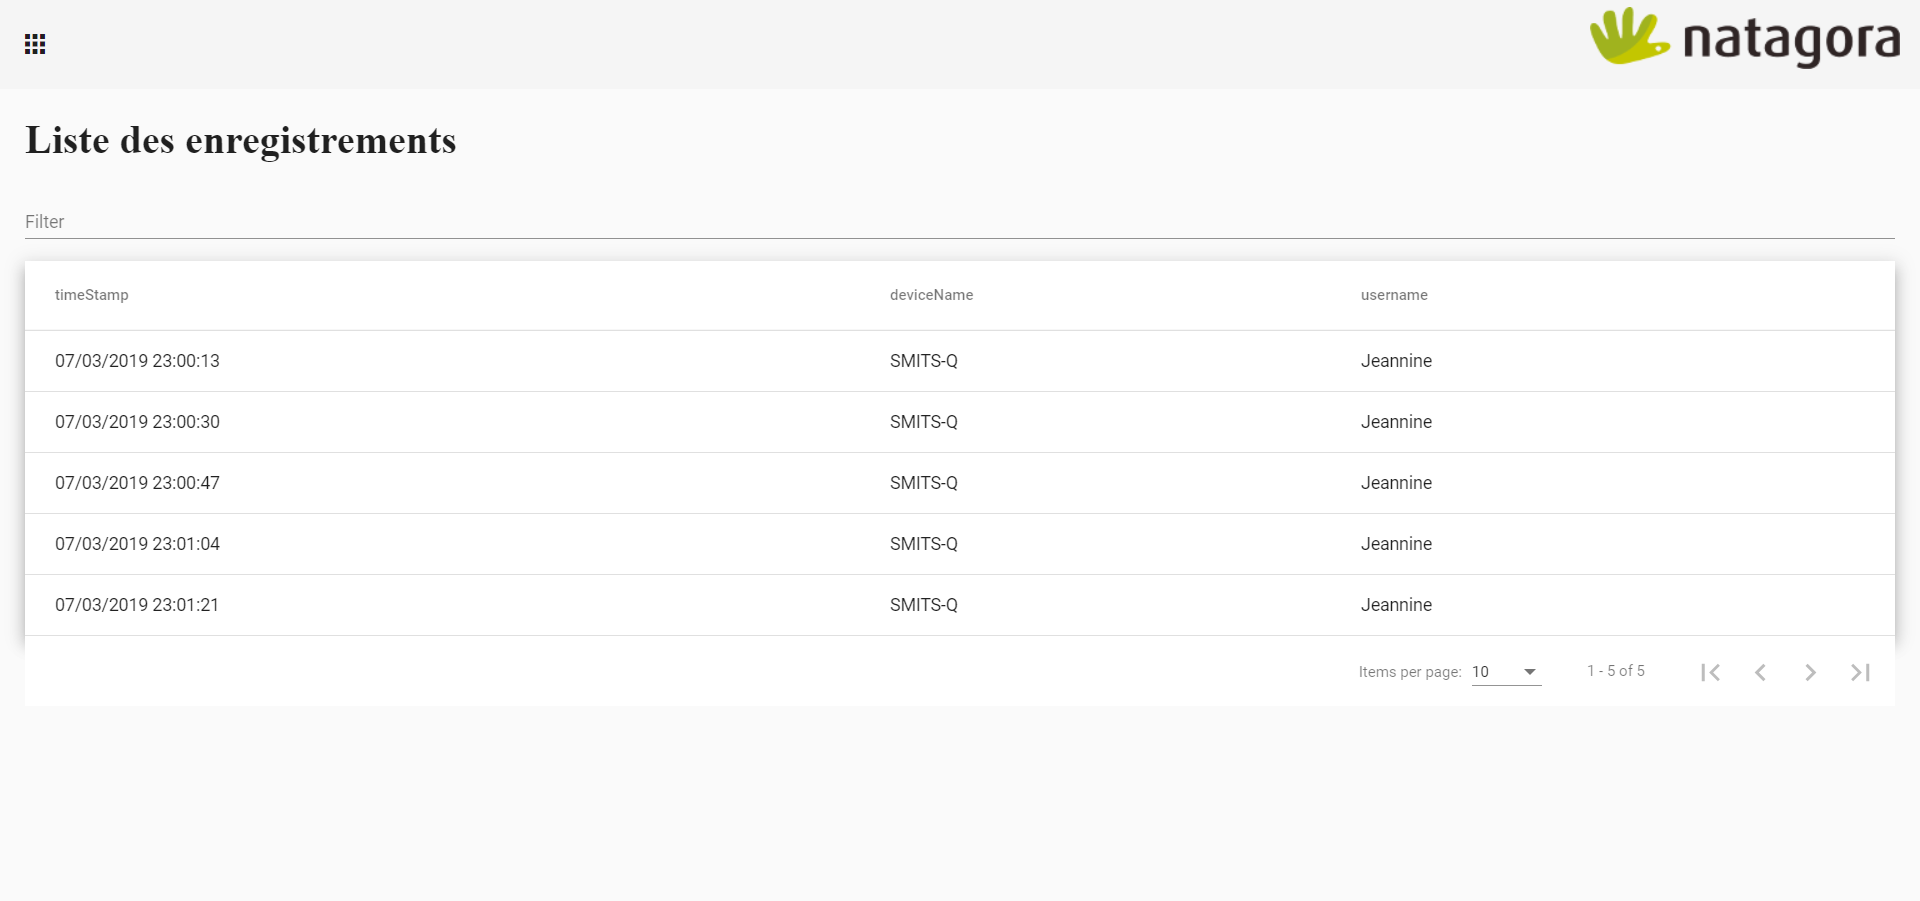 natagora
Liste des enregistrements
Filter
timeStamp deviceName username
07/03/2019 23:00:13 SMITS-Q Jeannine
07/03/2019 23:00:30 SMITS-Q Jeannine
07/03/2019 23:00:47 SMITS-Q Jeannine
07/03/2019 23:01:04 SMITS-Q Jeannine
07/03/2019 23:01:21 SMITS-Q Jeannine
Items per page: 10 1 - 5 of 5